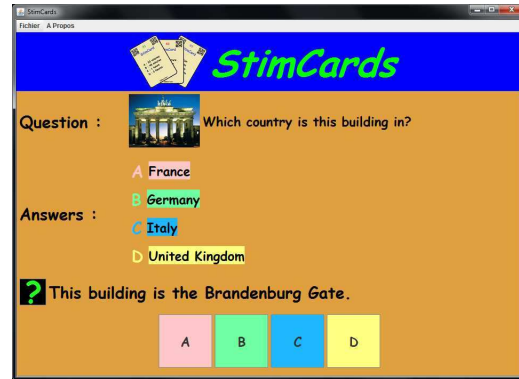 StimCards
Fichier A Propos
StimCards
Question :
Which country is this building in?
Answers :
A France
B Germany
C Italy
D United Kingdom
? This building is the Brandenburg Gate.
A B C D